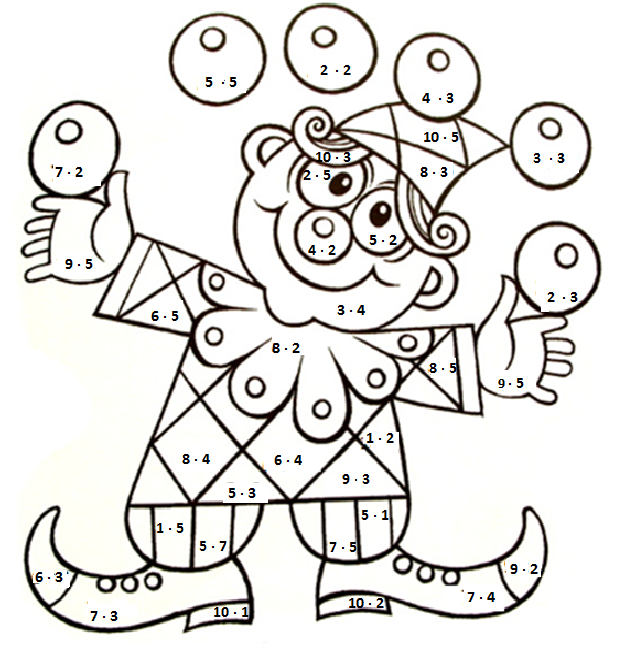 5 · 5
2 · 2
4 · 3
10 · 5
3 · 3
10 · 3
8 · 3
7 · 2
2 · 5
5 · 2
4 · 2
9 · 5
2 · 3
3 · 4
6 · 5
8 · 2
8 · 5
9 · 5
1 · 2
8 · 4
6 · 4
9 · 3
5 · 3
5 · 1
1 · 5
5 · 7
7 · 5
9 · 2
6 · 3
7 · 4
10 · 2
10 · 1
7 · 3